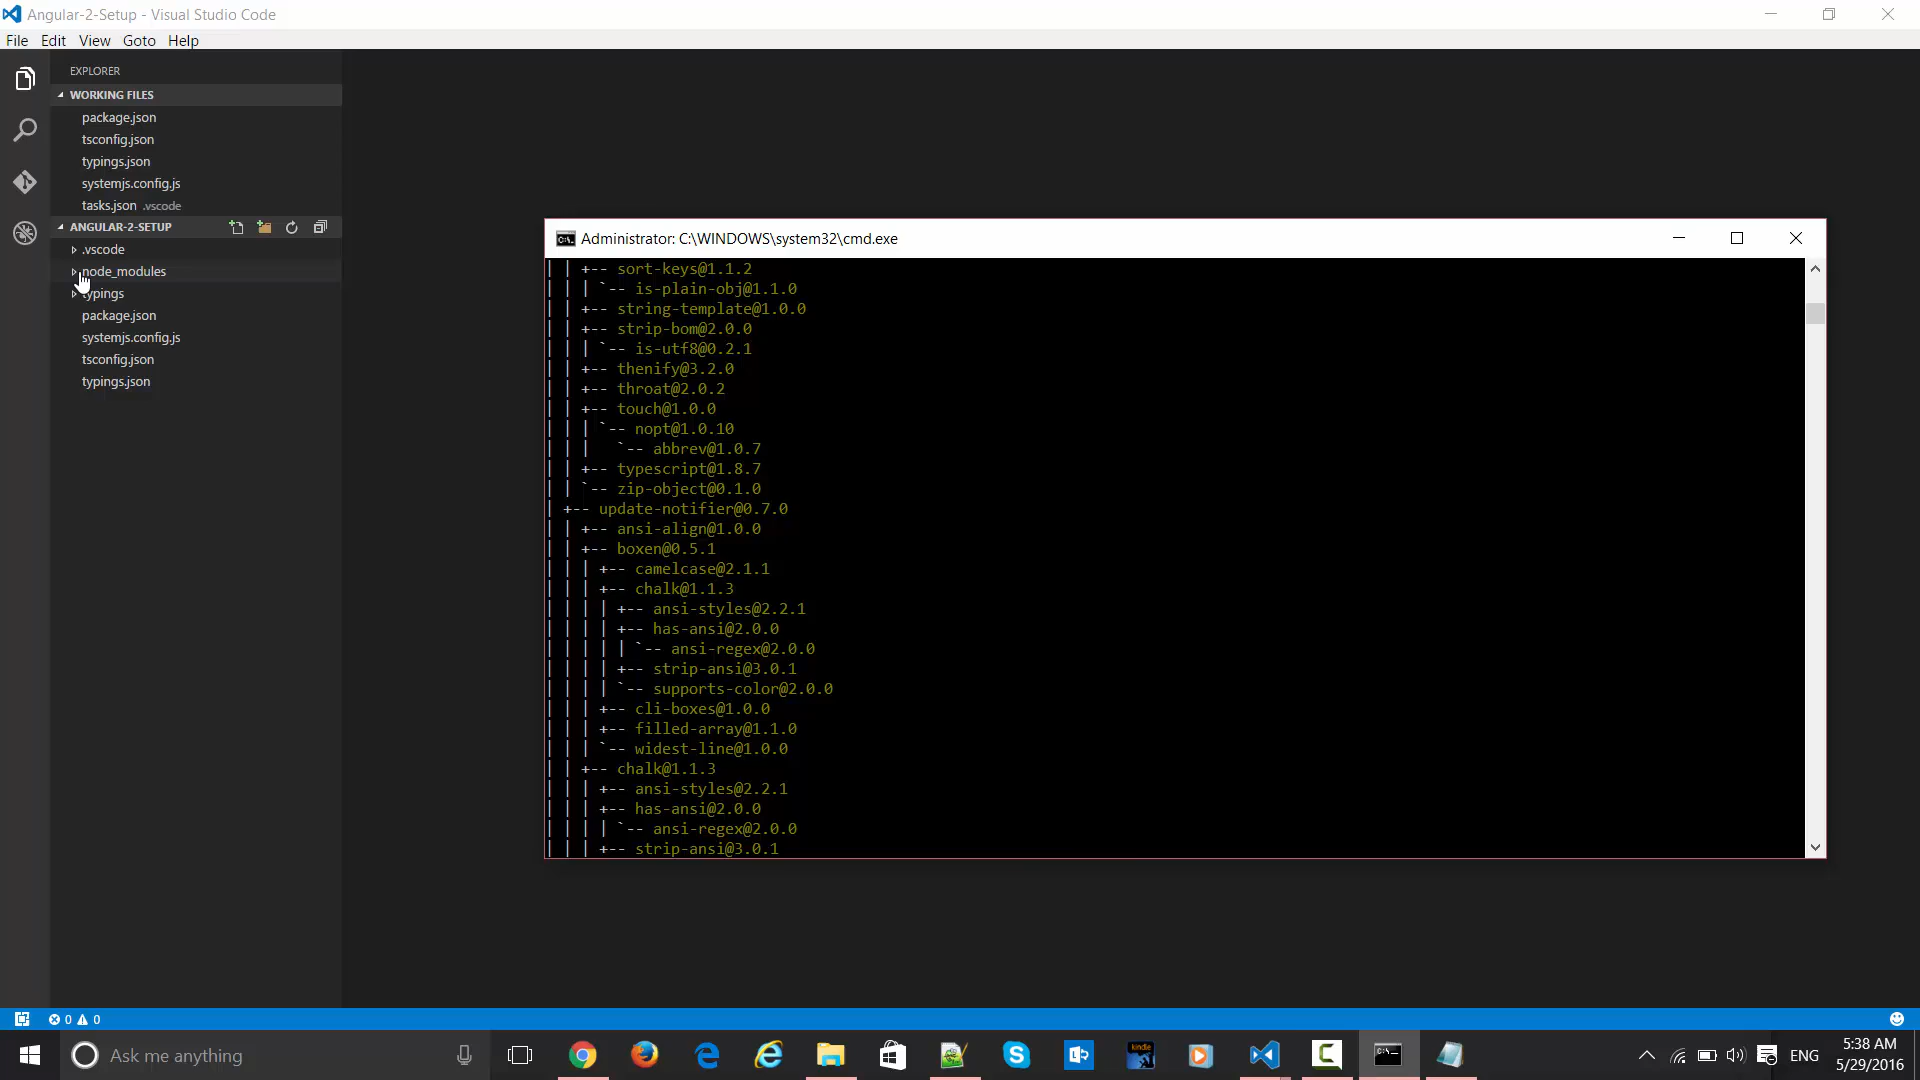 Angular-2-Setup - Visual Studio Code
File Edit View Goto Help
EXPLORER
WORKING FILES
package.json
tsconfig.json
typings.json
systemjs.config.js
tasks.json .vscode
ANGULAR-2-SETUP
.vscode
node_modules
typings
package.json
systemjs.config.js
tsconfig.json
typings.json
Administrator: C:\WINDOWS\system32\cmd.exe
| | +-- sort-keys@1.1.2
| | | `-- is-plain-obj@1.1.0
| | +-- string-template@1.0.0
| | +-- strip-bom@2.0.0
| | | `-- is-utf8@0.2.1
| | +-- thenify@3.2.0
| | +-- throat@2.0.2
| | +-- touch@1.0.0
| | | `-- nopt@1.0.10
| | |   `-- abbrev@1.0.7
| | +-- typescript@1.8.7
| | `-- zip-object@0.1.0
| +-- update-notifier@0.7.0
| | +-- ansi-align@1.0.0
| | +-- boxen@0.5.1
| | | +-- camelcase@2.1.1
| | | +-- chalk@1.1.3
| | | | +-- ansi-styles@2.2.1
| | | | +-- has-ansi@2.0.0
| | | | | `-- ansi-regex@2.0.0
| | | | +-- strip-ansi@3.0.1
| | | | `-- supports-color@2.0.0
| | | +-- cli-boxes@1.0.0
| | | +-- filled-array@1.1.0
| | | `-- widest-line@1.0.0
| | +-- chalk@1.1.3
| | | +-- ansi-styles@2.2.1
| | | +-- has-ansi@2.0.0
| | | | `-- ansi-regex@2.0.0
| | | +-- strip-ansi@3.0.1
0 0
Ask me anything
kindle
ENG
5:38 AM
5/29/2016